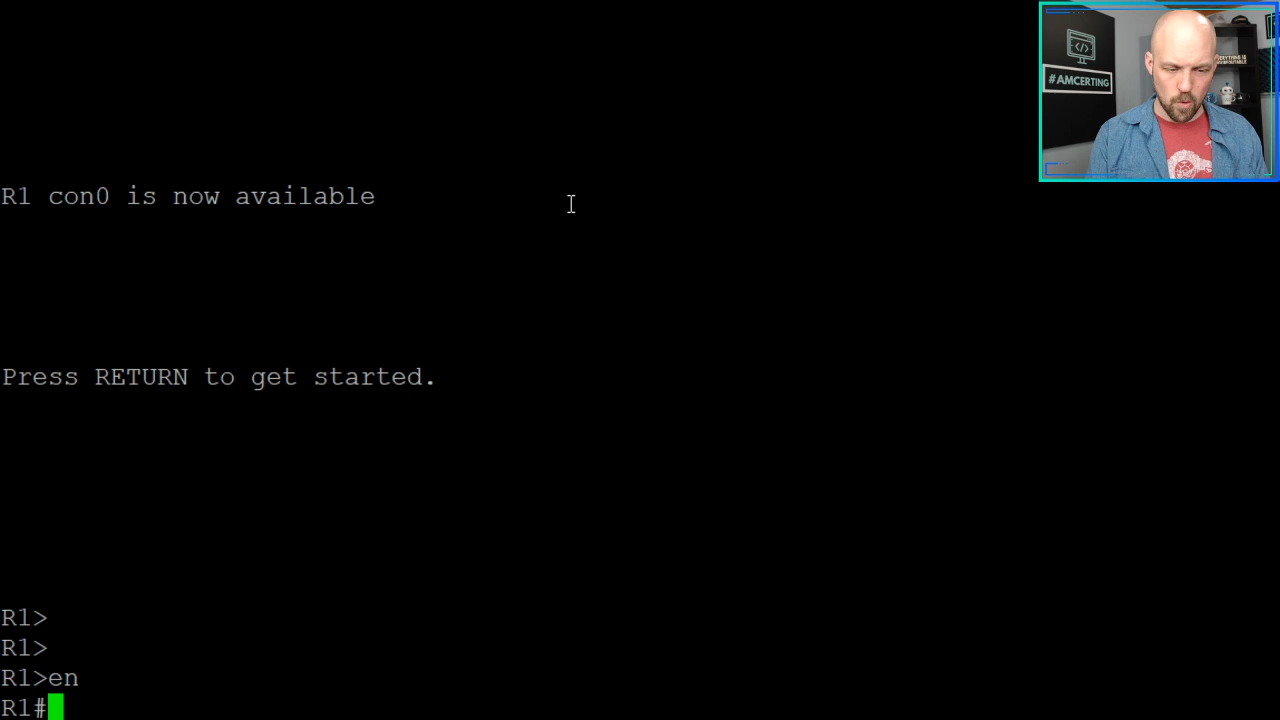 R1 con0 is now available
Press RETURN to get started.
R1>
R1>
R1>en
R1#
</>
#AMCERTING